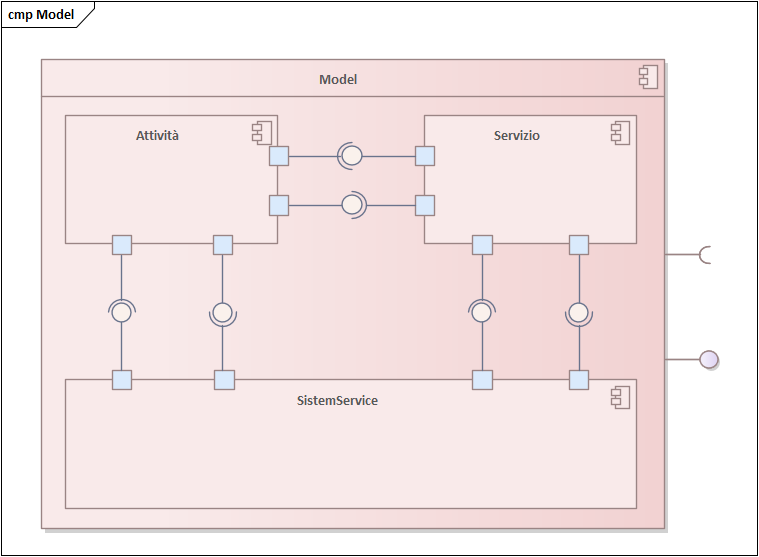 cmp Model
Model
Attività
Servizio
SistemService